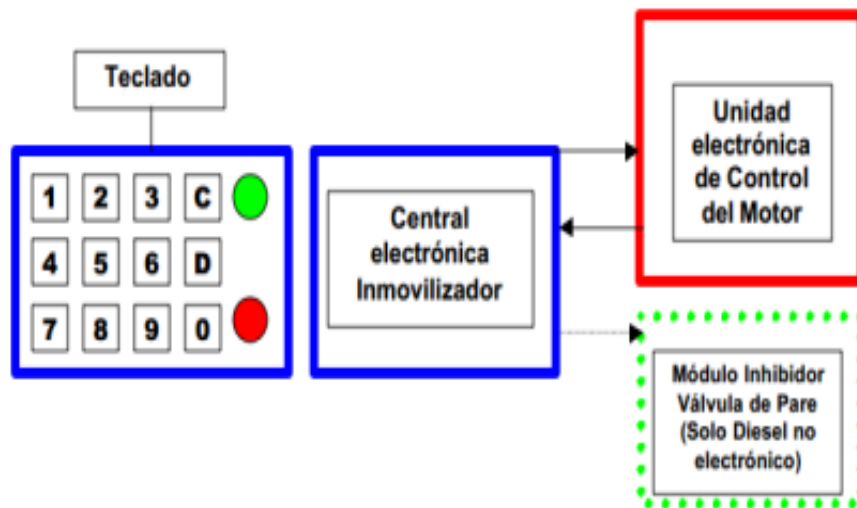 Teclado
1 2 3 C
4 5 6 D
7 8 9 0
Central
electrónica
Inmovilizador
Unidad
electrónica
de Control
del Motor
Módulo Inhibidor
Válvula de Pare
(Solo Diesel no
electrónico)